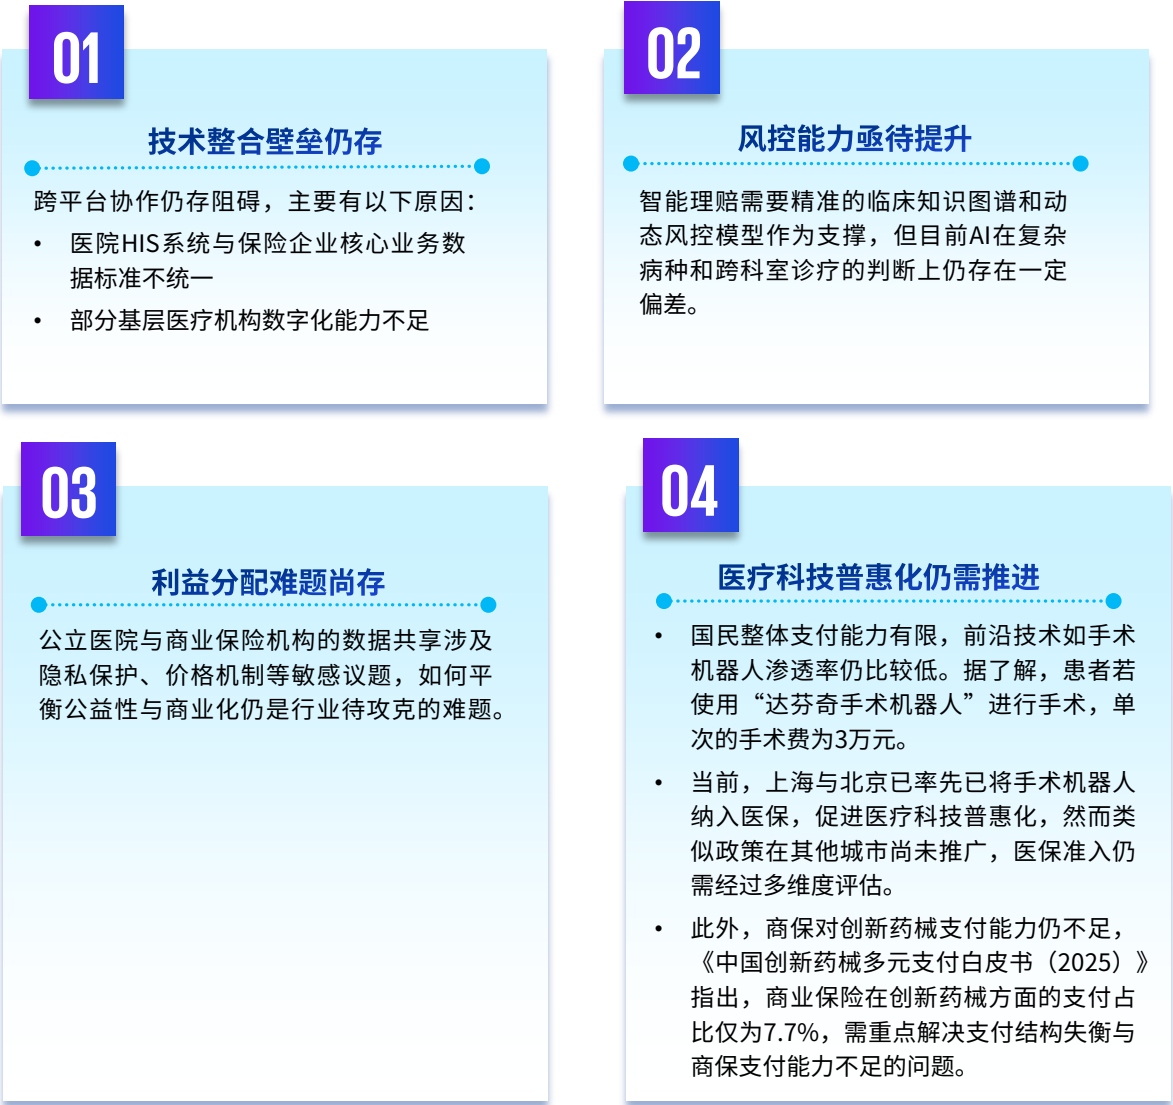 01
技术整合壁垒仍存
跨平台协作仍存阻碍，主要有以下原因：
• 医院HIS系统与保险企业核心业务数
据标准不统一
• 部分基层医疗机构数字化能力不足
02
风控能力亟待提升
智能理赔需要精准的临床知识图谱和动
态风控模型作为支撑，但目前AI在复杂
病种和跨科室诊疗的判断上仍存在一定
偏差。
03
利益分配难题尚存
公立医院与商业保险机构的数据共享涉及
隐私保护、价格机制等敏感议题，如何平
衡公益性与商业化仍是行业待攻克的难题。
04
医疗科技普惠化仍需推进
• 国民整体支付能力有限，前沿技术如手术
机器人渗透率仍比较低。据了解，患者若
使用“达芬奇手术机器人”进行手术，单
次的手术费为3万元。
• 当前，上海与北京已率先已将手术机器人
纳入医保，促进医疗科技普惠化，然而类
似政策在其他城市尚未推广，医保准入仍
需经过多维度评估。
• 此外，商保对创新药械支付能力仍不足，
《中国创新药械多元支付白皮书（2025）》
指出，商业保险在创新药械方面的支付占
比仅为7.7%，需重点解决支付结构失衡与
商保支付能力不足的问题。